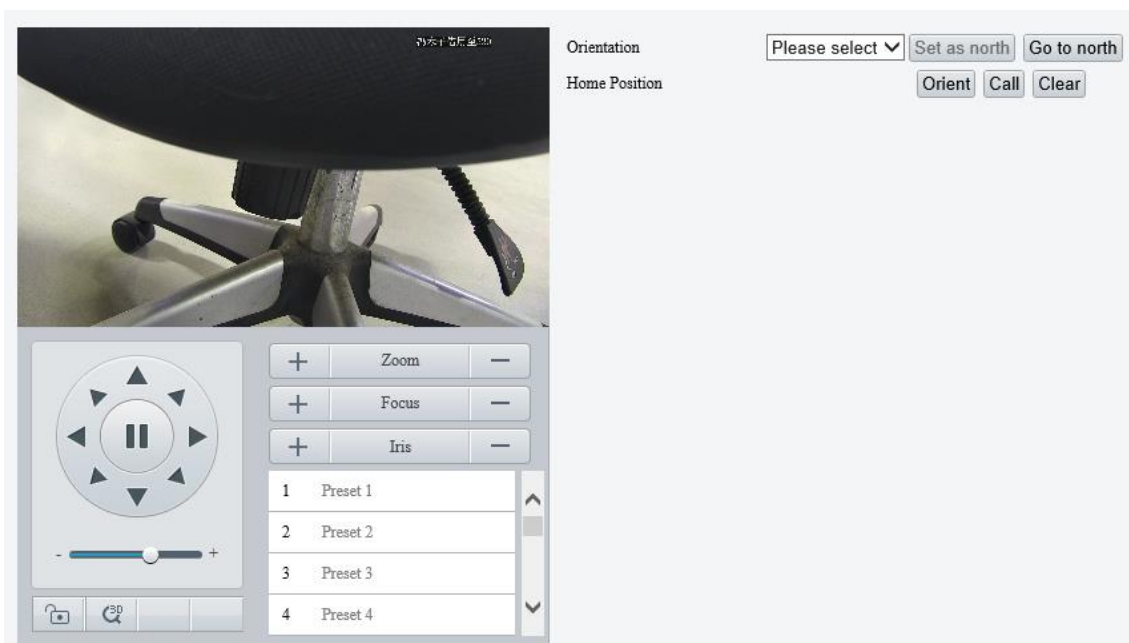 Orientation
Please select
Set as north
Go to north
Home Position
Orient
Call
Clear
+ Zoom −
+ Focus −
+ Iris −
1 Preset 1
2 Preset 2
3 Preset 3
4 Preset 4
- +
3D